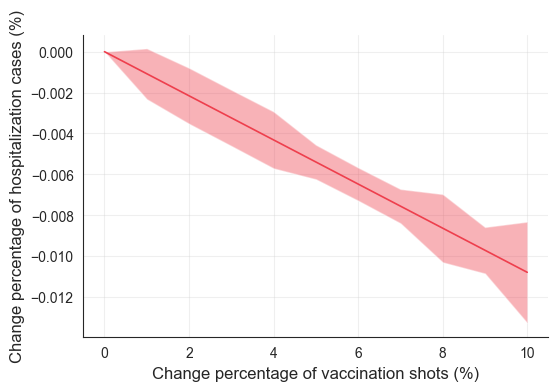 Change percentage of hospitalization cases (%)
0.000
−0.002
−0.004
−0.006
−0.008
−0.010
−0.012
0 2 4 6 8 10
Change percentage of vaccination shots (%)